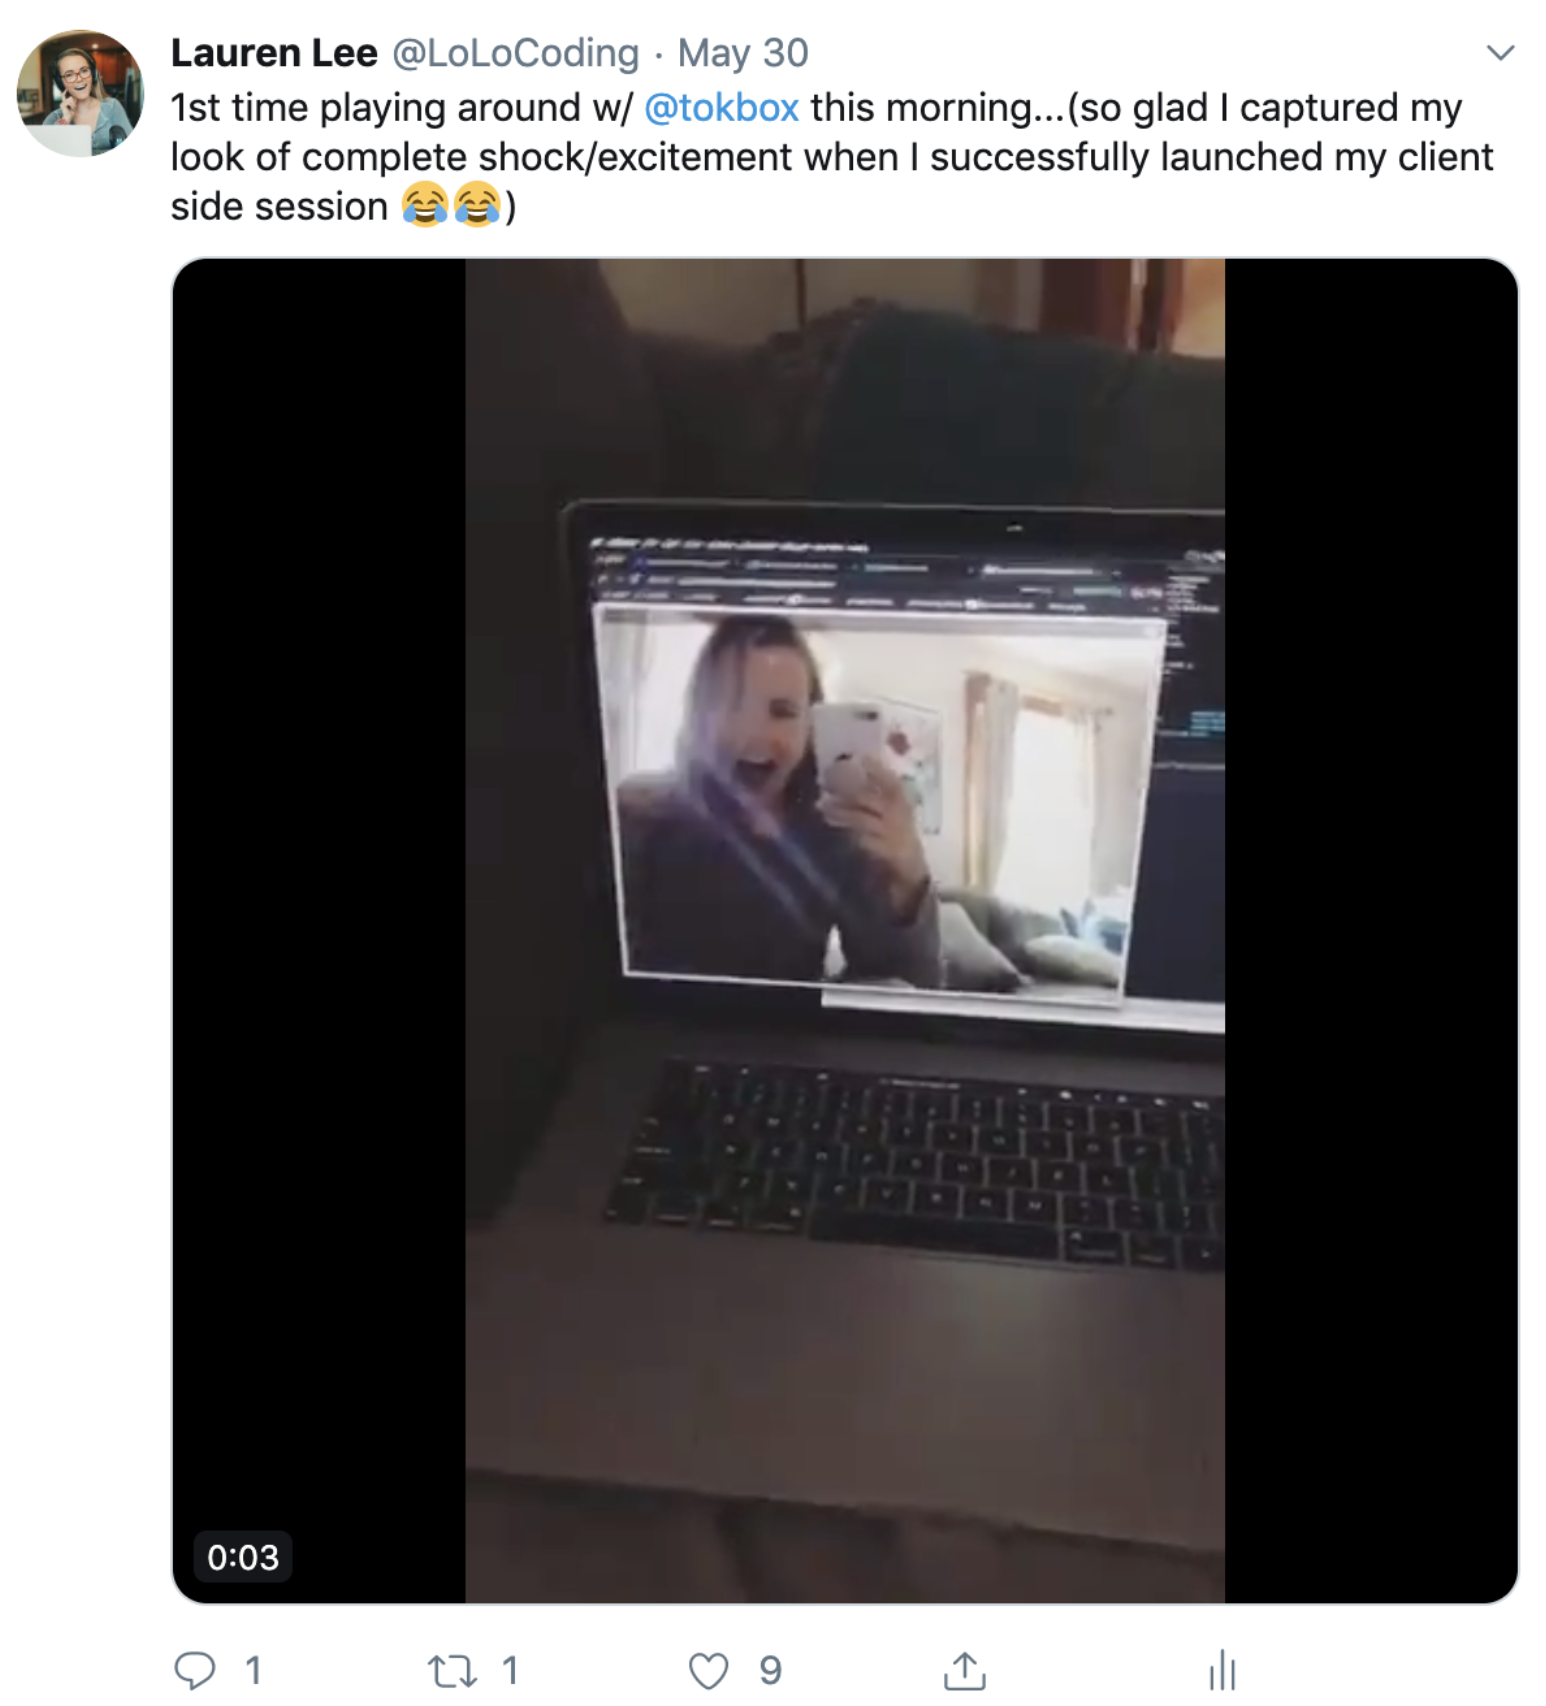 Lauren Lee @LoLoCoding · May 30
1st time playing around w/ @tokbox this morning...(so glad I captured my
look of complete shock/excitement when I successfully launched my client
side session 😂😂)
0:03
1 1 9